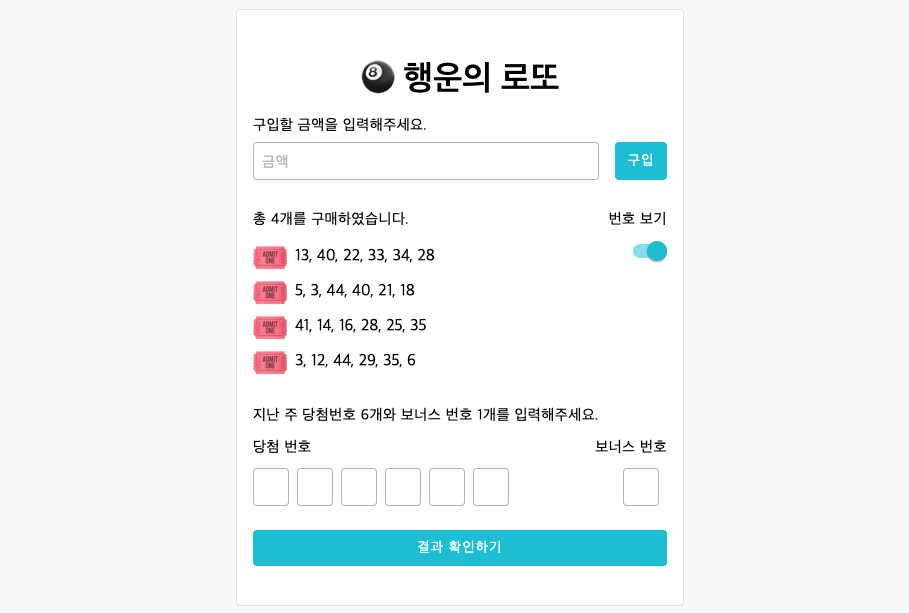 8 행운의 로또
구입할 금액을 입력해주세요.
금액 구입
총 4개를 구매하였습니다. 번호 보기
ADMIT ONE 13, 40, 22, 33, 34, 28
ADMIT ONE 5, 3, 44, 40, 21, 18
ADMIT ONE 41, 14, 16, 28, 25, 35
ADMIT ONE 3, 12, 44, 29, 35, 6
지난 주 당첨번호 6개와 보너스 번호 1개를 입력해주세요.
당첨 번호 보너스 번호
결과 확인하기